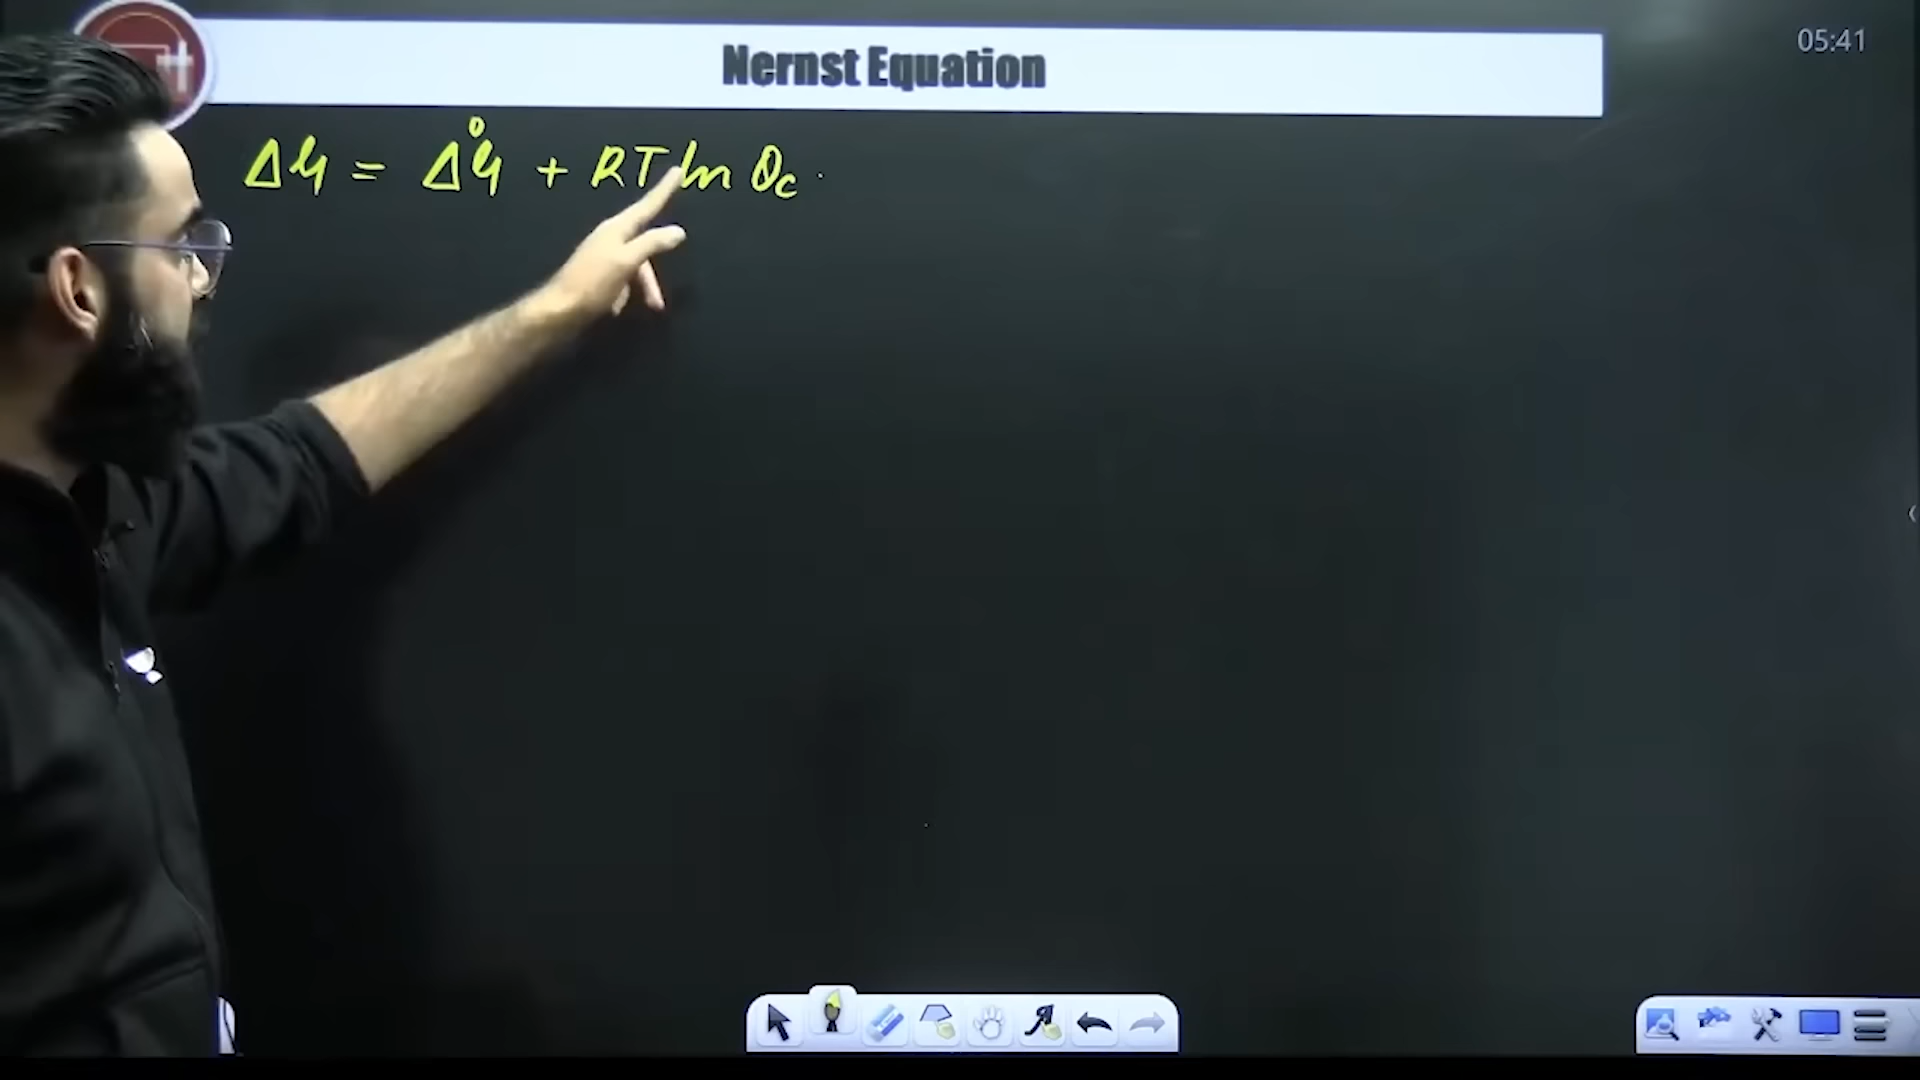 Nernst Equation
05:41
ΔG = ΔG° + RT ln Qc